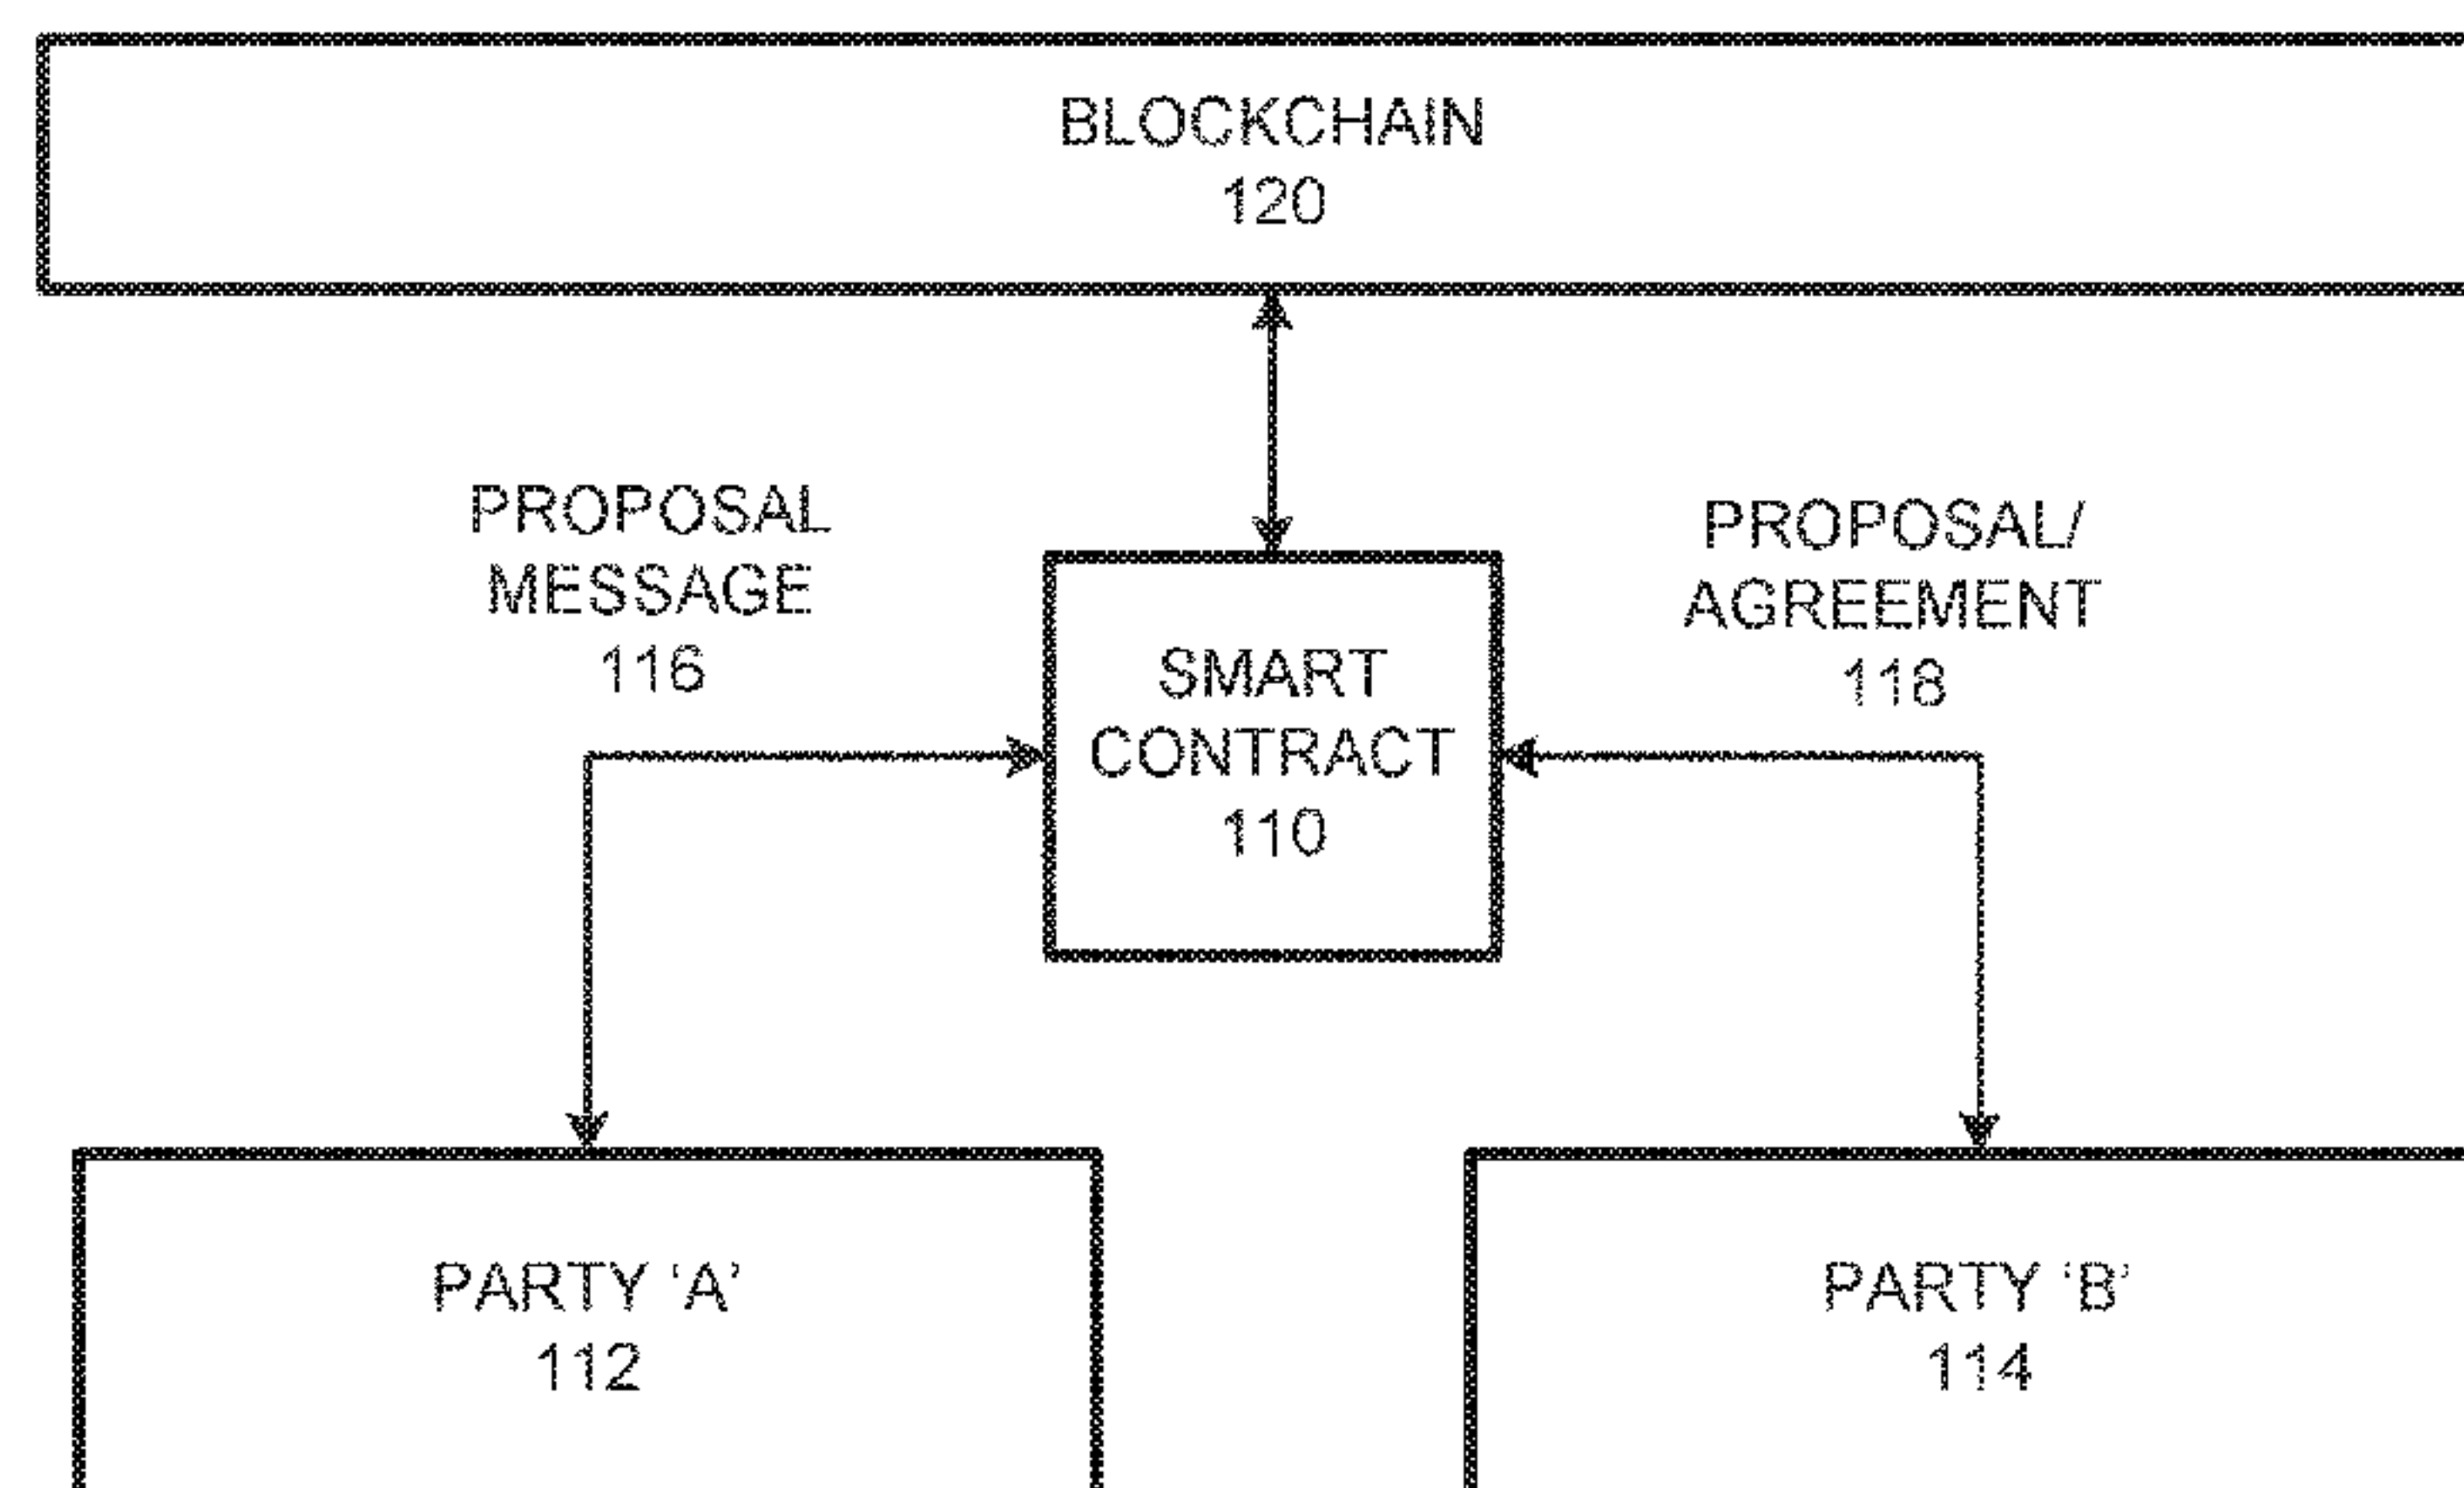 BLOCKCHAIN
120
PROPOSAL
MESSAGE
116
PROPOSAL/
AGREEMENT
118
SMART
CONTRACT
110
PARTY ‘A’
112
PARTY ‘B’
114